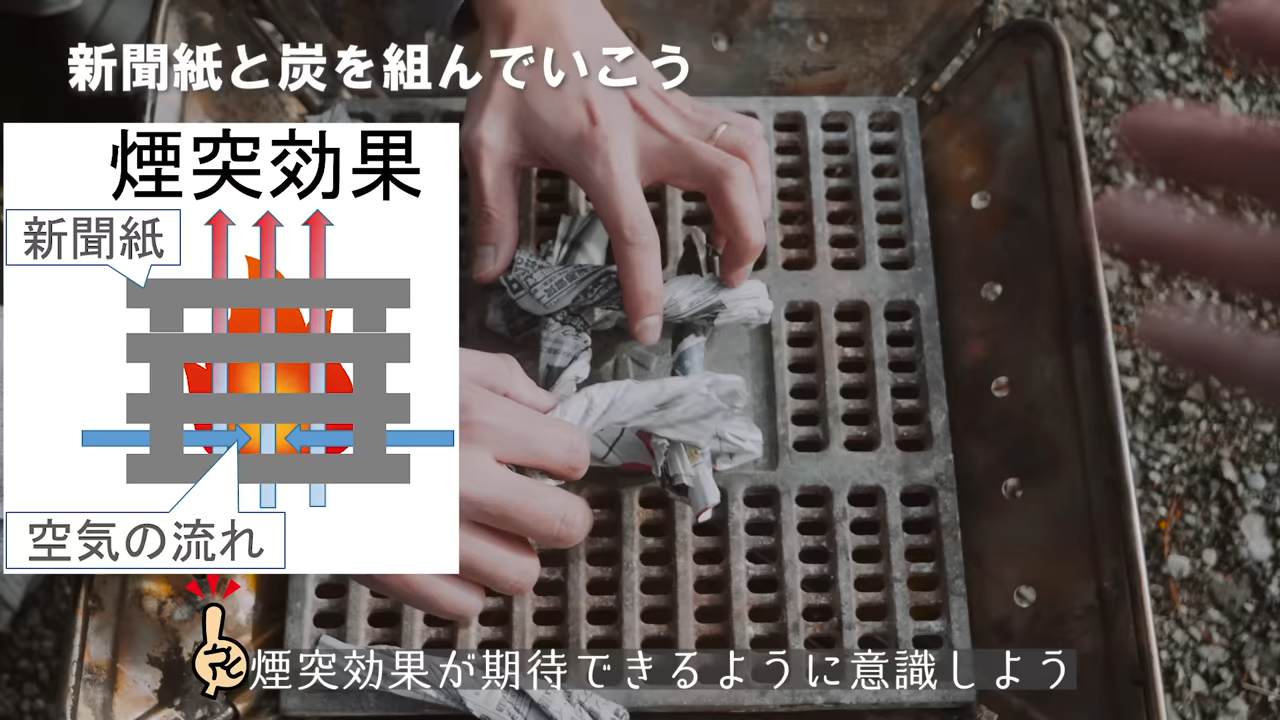 新聞紙と炭を組んでいこう
煙突効果
新聞紙
空気の流れ
煙突効果が期待できるように意識しよう